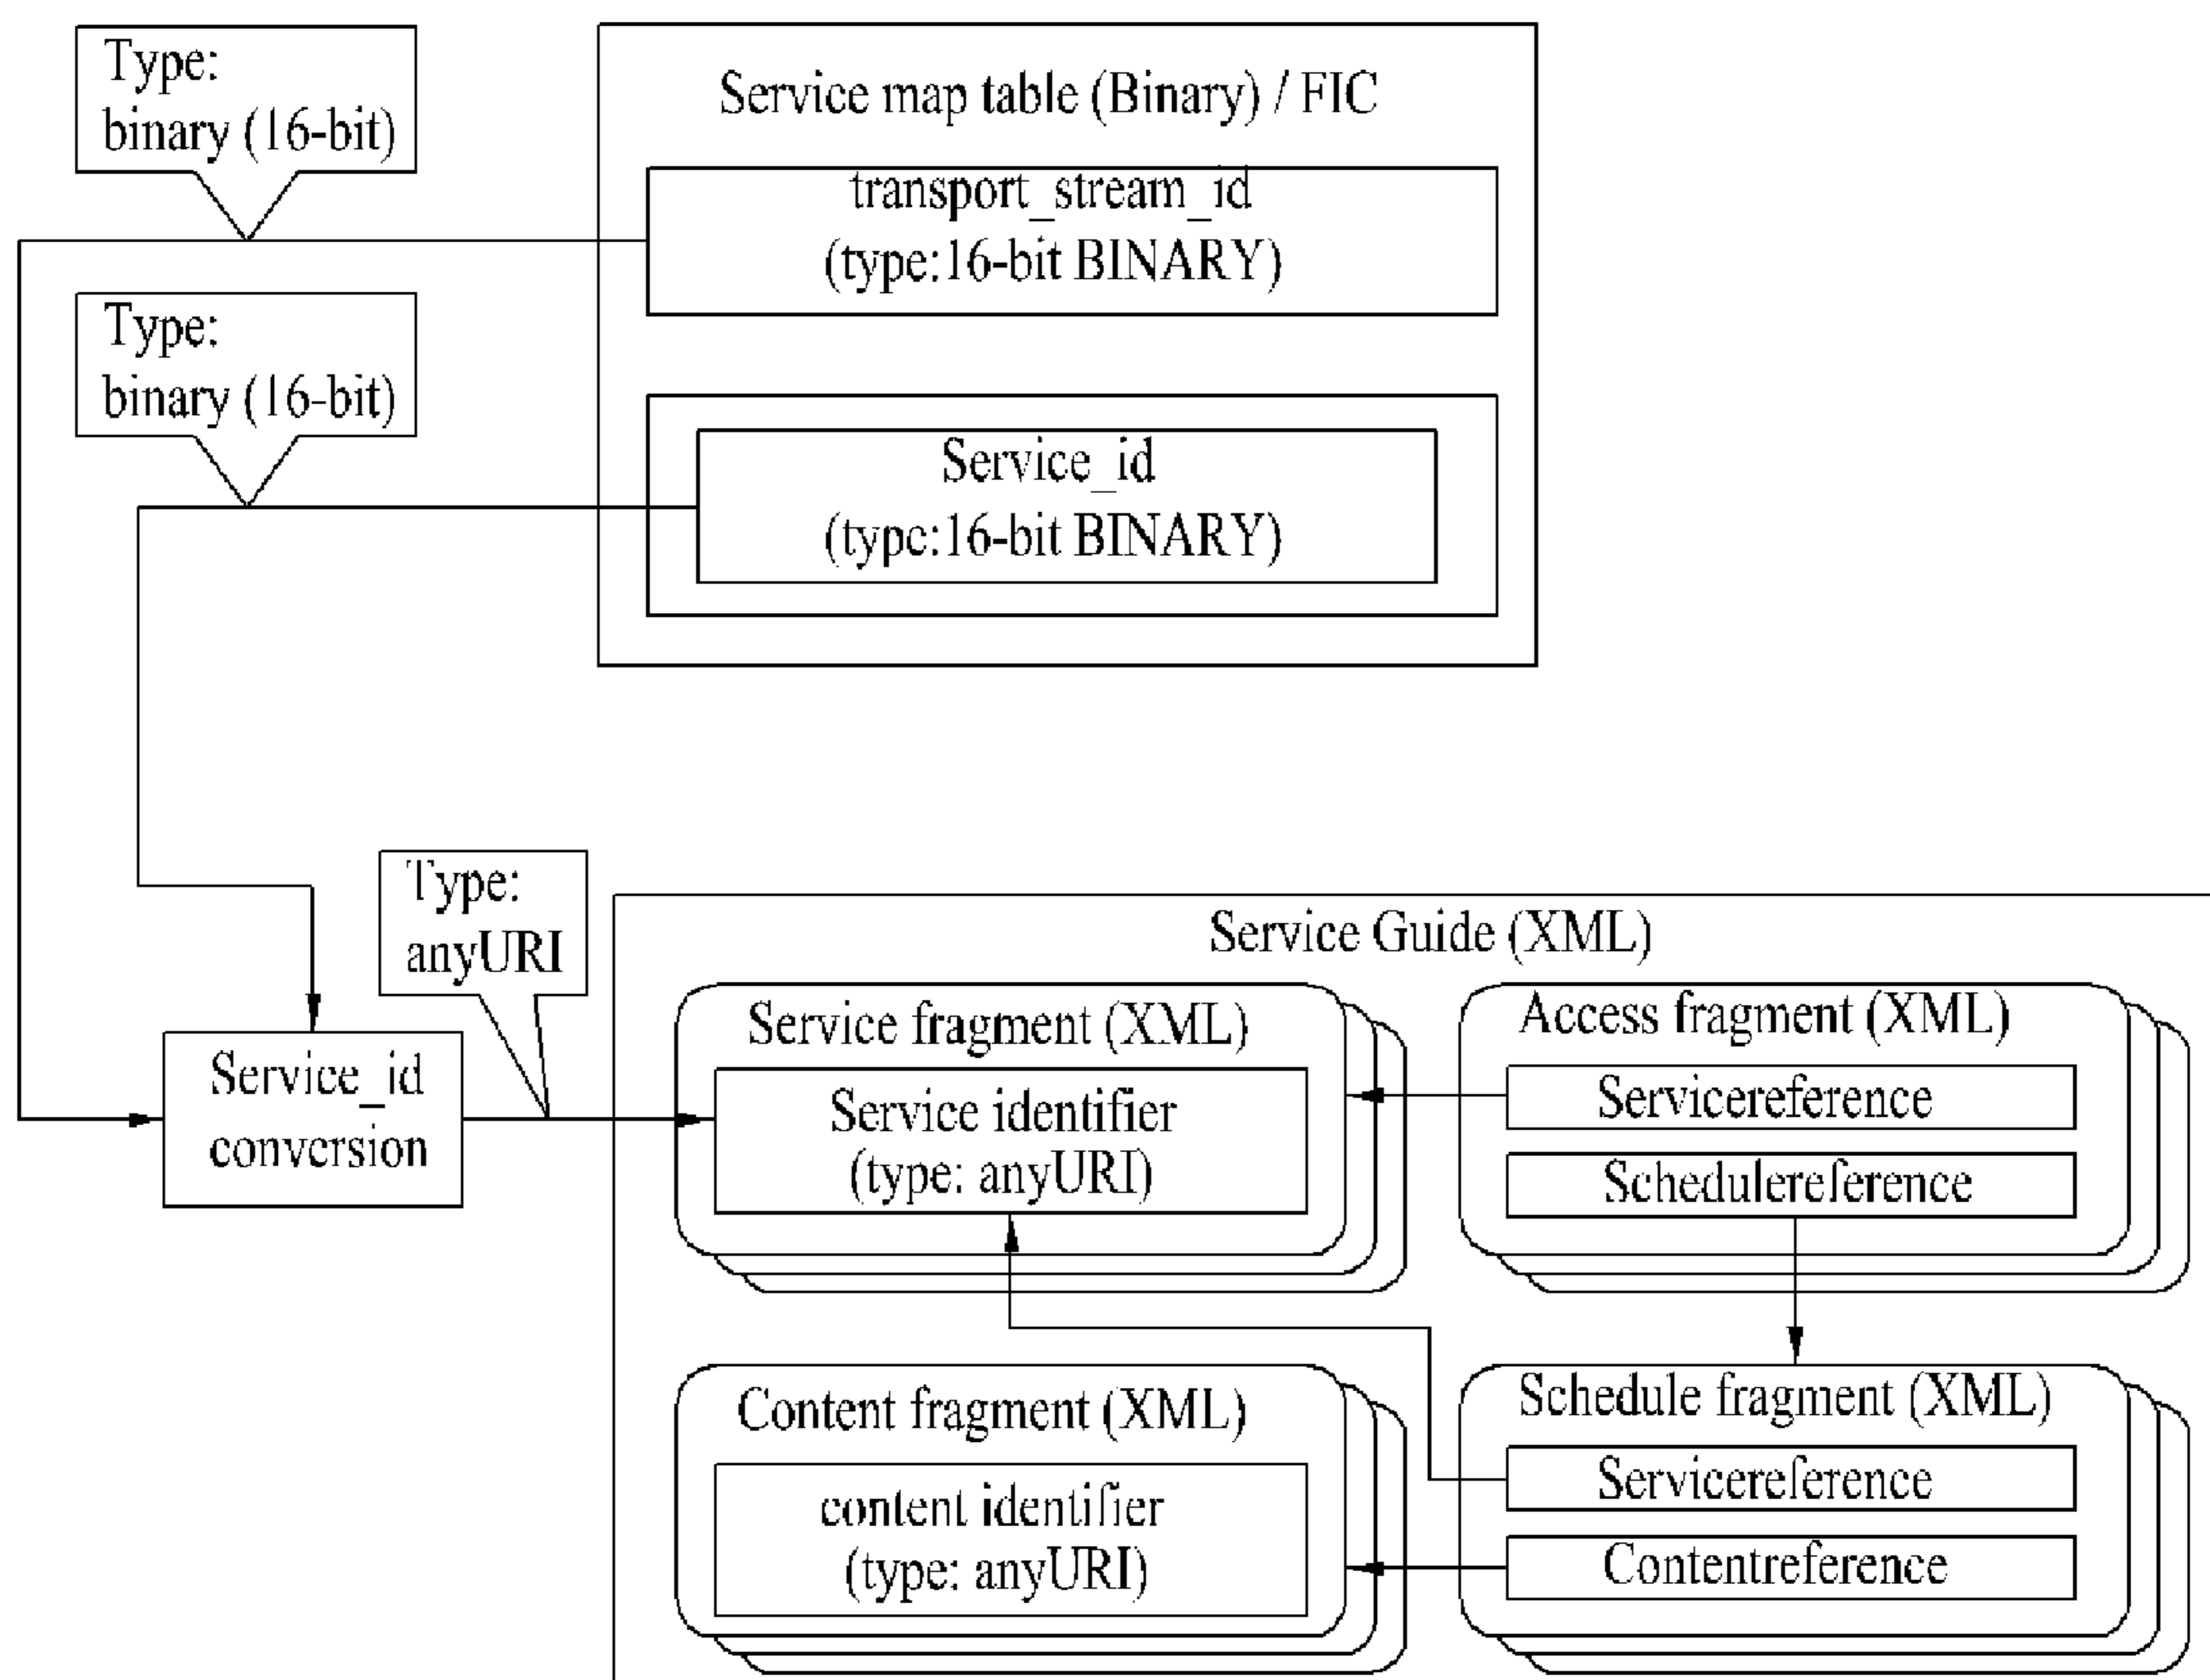 Type:
binary (16-bit)
Service map table (Binary) / FIC
transport_stream_id
(type:16-bit BINARY)
Type:
binary (16-bit)
Service_id
(type:16-bit BINARY)
Type:
anyURI
Service_id
conversion
Service Guide (XML)
Service fragment (XML)
Service identifier
(type: anyURI)
Access fragment (XML)
Servicereference
Schedulereference
Content fragment (XML)
content identifier
(type: anyURI)
Schedule fragment (XML)
Servicereference
Contentreference